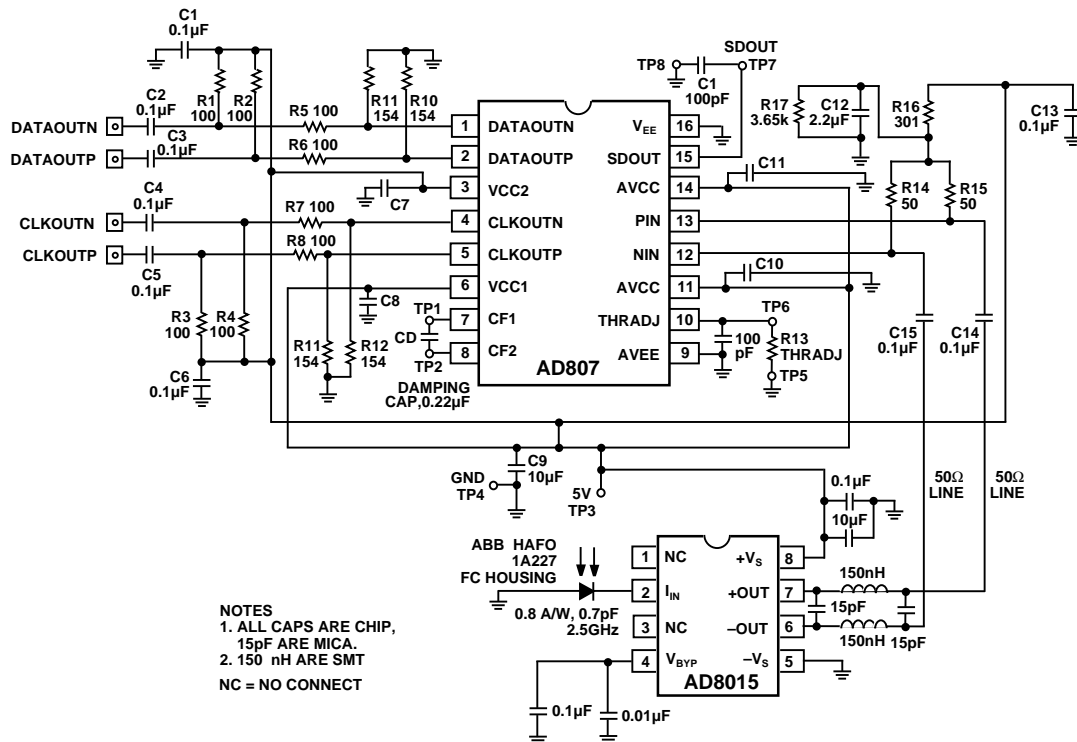 C1
0.1µF
C2
0.1µF
R1
100
R2
100
R11
154
R10
154
DATAOUTN
C3
0.1µF
R5 100
DATAOUTP
R6 100
C4
0.1µF
C7
CLKOUTN
R7 100
CLKOUTP
R8 100
C5
0.1µF
R3
100
R4
100
C8
TP1
CD
TP2
R11
154
R12
154
C6
0.1µF
DAMPING
CAP,0.22µF
1 DATAOUTN
2 DATAOUTP
3 VCC2
4 CLKOUTN
5 CLKOUTP
6 VCC1
7 CF1
8 CF2
VEE 16
SDOUT 15
AVCC 14
PIN 13
NIN 12
AVCC 11
THRADJ 10
AVEE 9
AD807
SDOUT
TP8
TP7
C1
100pF
R17
3.65k
C12
2.2µF
R16
301
C13
0.1µF
C11
R14
50
R15
50
C10
TP6
100
pF
R13
THRADJ
TP5
C15
0.1µF
C14
0.1µF
C9
10µF
GND
TP4
5V
TP3
0.1µF
10µF
50Ω
LINE
50Ω
LINE
ABB HAFO
1A227
FC HOUSING
0.8 A/W, 0.7pF
2.5GHz
1 NC
2 IIN
3 NC
4 VBYP
+VS 8
+OUT 7
–OUT 6
–VS 5
AD8015
150nH
15pF
150nH
15pF
0.1µF
0.01µF
NOTES
1. ALL CAPS ARE CHIP,
15pF ARE MICA.
2. 150 nH ARE SMT
NC = NO CONNECT